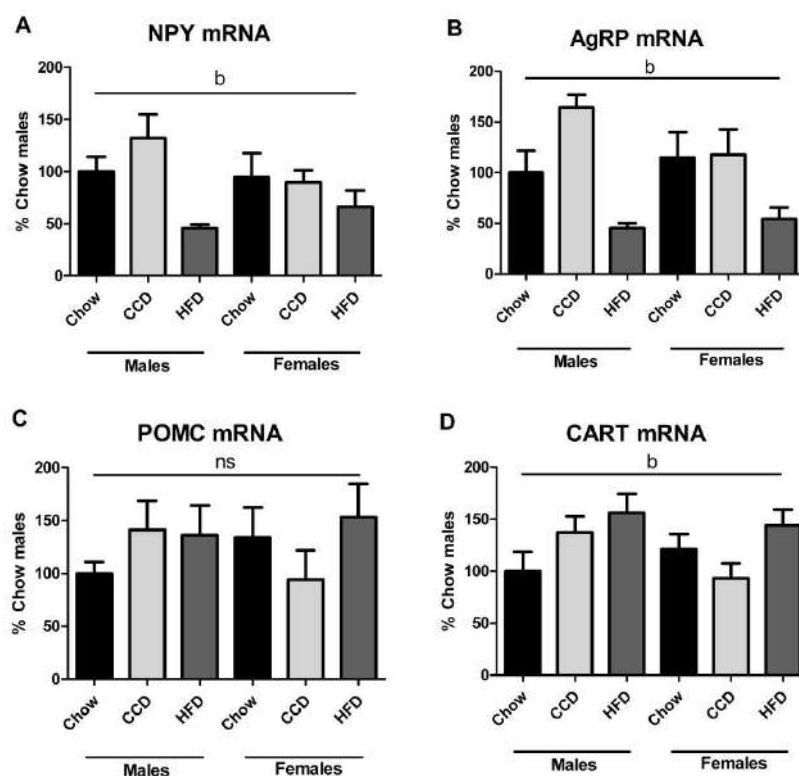 A
NPY mRNA
b
% Chow males
200
150
100
50
0
Chow CCD HFD Chow CCD HFD
Males Females
B
AgRP mRNA
b
% Chow males
200
150
100
50
0
Chow CCD HFD Chow CCD HFD
Males Females
C
POMC mRNA
ns
% Chow males
200
150
100
50
0
Chow CCD HFD Chow CCD HFD
Males Females
D
CART mRNA
b
% Chow males
200
150
100
50
0
Chow CCD HFD Chow CCD HFD
Males Females